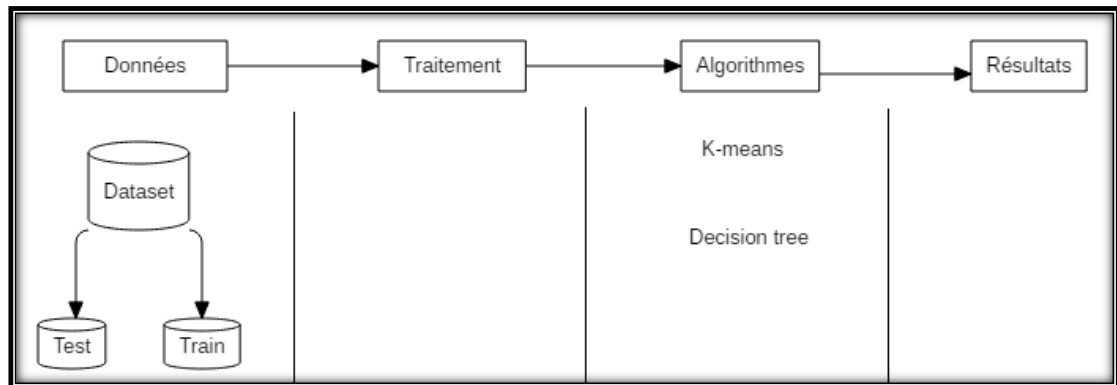 Données
Traitement
Algorithmes
Résultats
Dataset
Test
Train
K-means
Decision tree